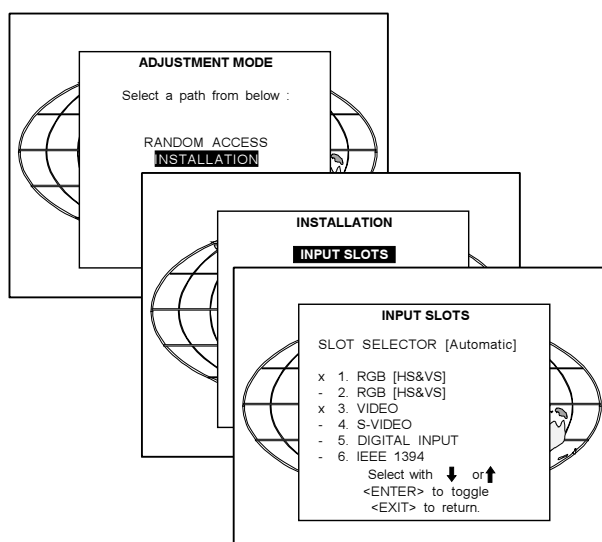 ADJUSTMENT MODE
Select a path from below :
RANDOM ACCESS
INSTALLATION
INSTALLATION
INPUT SLOTS
INPUT SLOTS
SLOT SELECTOR [Automatic]
x 1. RGB [HS&VS]
- 2. RGB [HS&VS]
x 3. VIDEO
- 4. S-VIDEO
- 5. DIGITAL INPUT
- 6. IEEE 1394
Select with ⬇ or⬆
<ENTER> to toggle
<EXIT> to return.